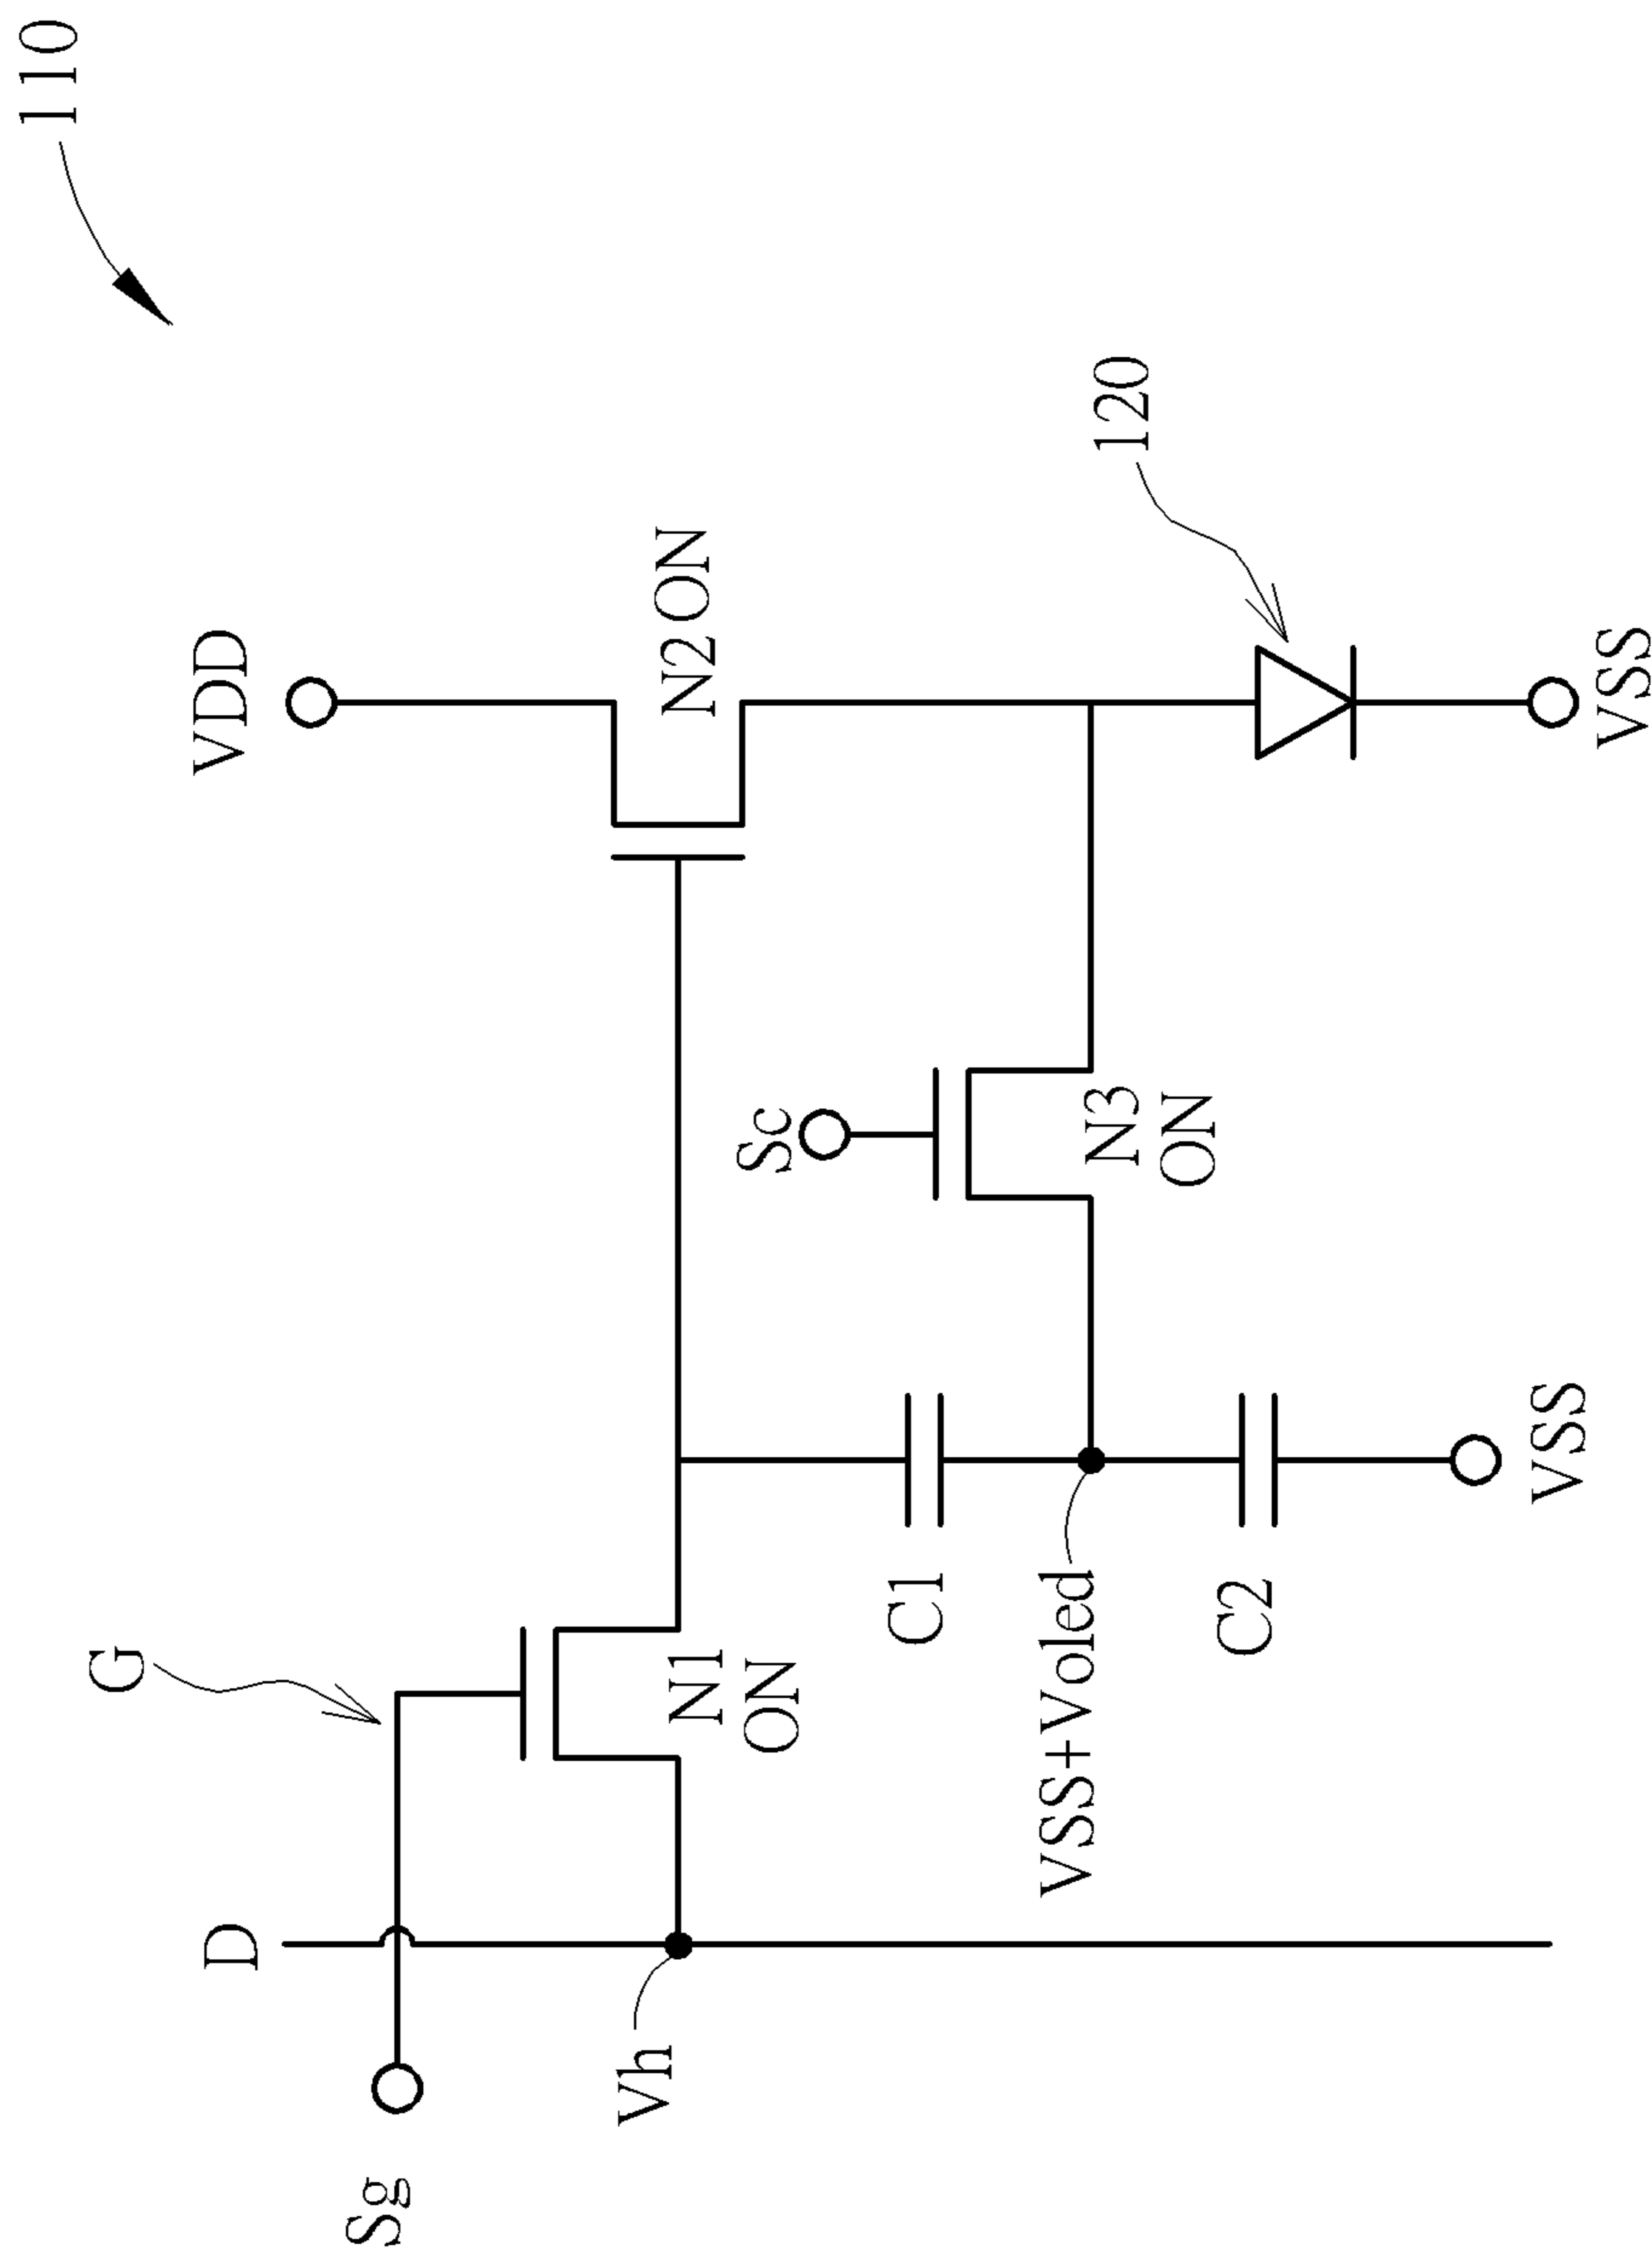 110
VDD
G
D
Sg
N2 ON
120
Sc
N1
ON
Vh
N3
ON
C1
VSS+Voled
C2
VSS
VSS